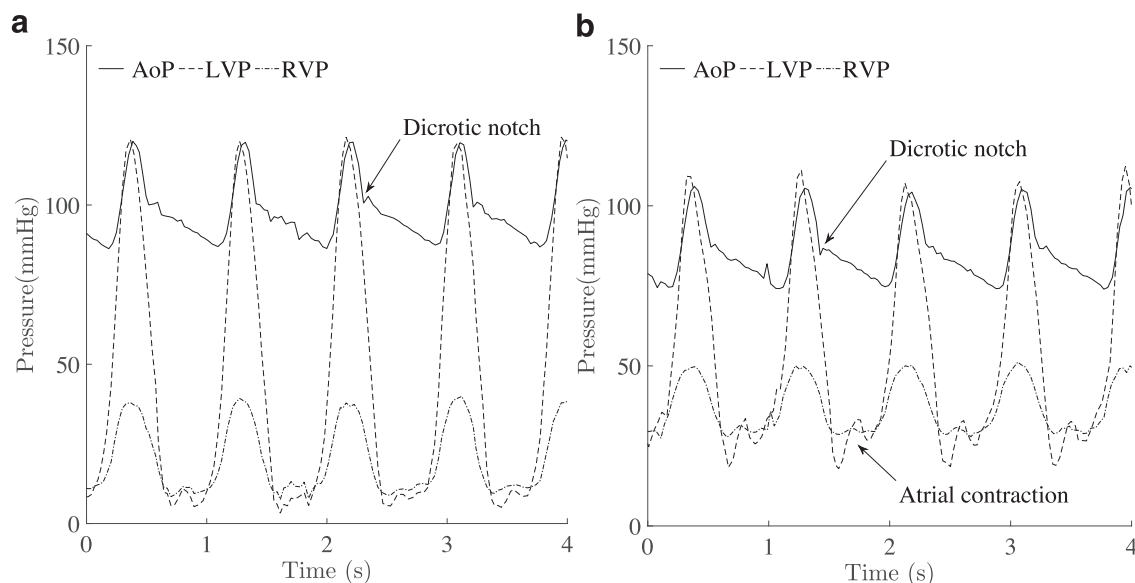 a
150
AoP LVP RVP
Dicrotic notch
100
Pressure(mmHg)
50
0
0 1 2 3 4
Time (s)
b
150
AoP LVP RVP
Dicrotic notch
100
Pressure(mmHg)
50
Atrial contraction
0
0 1 2 3 4
Time (s)